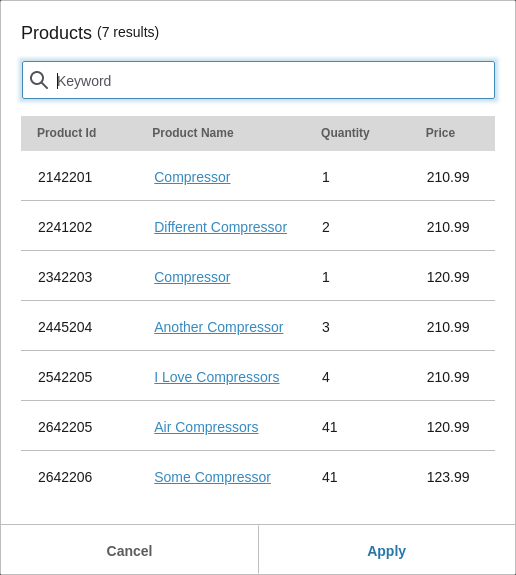 Products (7 results)
Keyword
Product Id Product Name Quantity Price
2142201 Compressor 1 210.99
2241202 Different Compressor 2 210.99
2342203 Compressor 1 120.99
2445204 Another Compressor 3 210.99
2542205 I Love Compressors 4 210.99
2642205 Air Compressors 41 120.99
2642206 Some Compressor 41 123.99
Cancel Apply